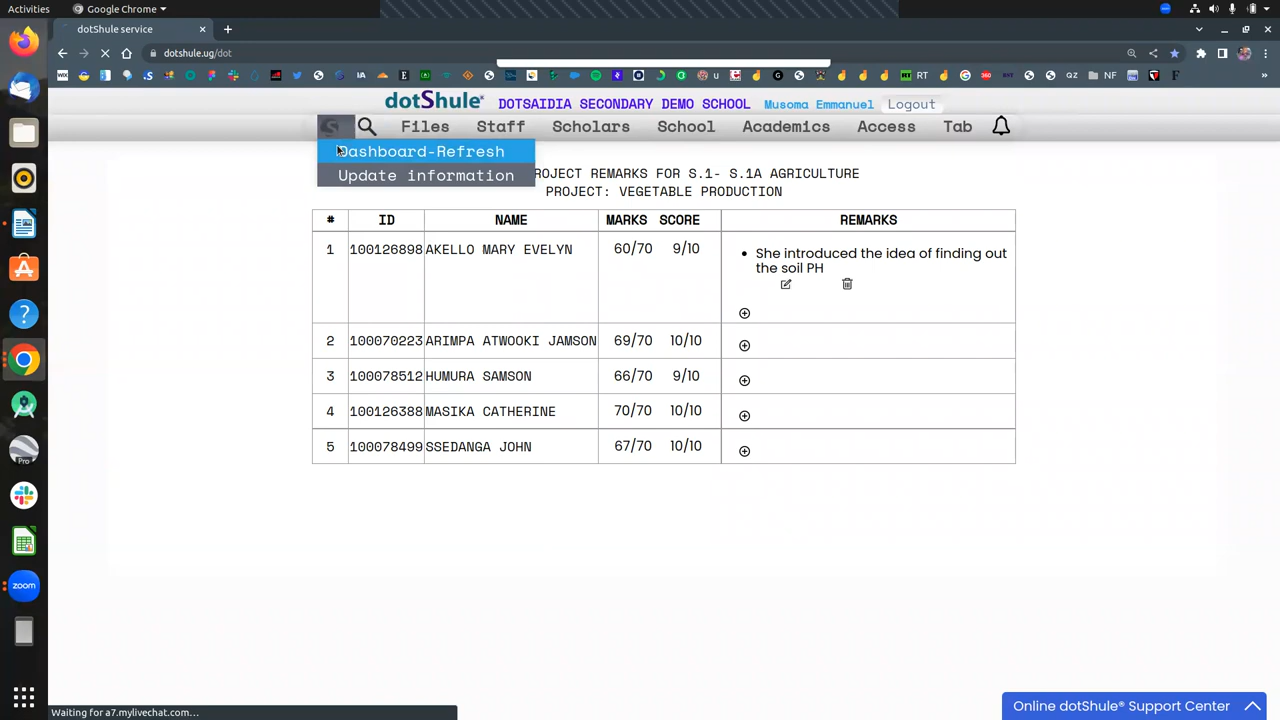 Activities Google Chrome
dotShule service
dotshule.ug/dot
RT QZ NF
dotShule® DOTSAIDIA SECONDARY DEMO SCHOOL Musoma Emmanuel Logout
Files Staff Scholars School Academics Access Tab
Dashboard-Refresh
Update information
PROJECT REMARKS FOR S.1- S.1A AGRICULTURE
PROJECT: VEGETABLE PRODUCTION
# ID NAME MARKS SCORE REMARKS
1 100126898 AKELLO MARY EVELYN 60/70 9/10 • She introduced the idea of finding out
the soil PH
2 100070223 ARIMPA ATWOOKI JAMSON 69/70 10/10
3 100078512 HUMURA SAMSON 66/70 9/10
4 100126388 MASIKA CATHERINE 70/70 10/10
5 100078499 SSEDANGA JOHN 67/70 10/10
Pro
zoom
Waiting for a7.mylivechat.com...
Online dotShule® Support Center